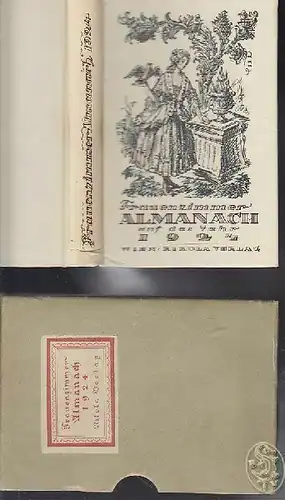 Frauenzimmer-Almanach 1924
Frauenzimmer
ALMANACH
auf das Jahr
1924
WIEN · RIKOLA VERLAG
Frauenzimmer-
Almanach
1924
Rikola Verlag